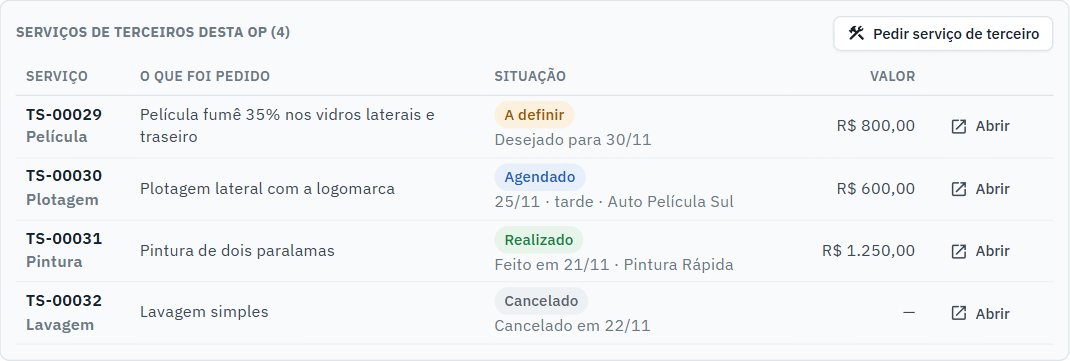 SERVIÇOS DE TERCEIROS DESTA OP (4)
Pedir serviço de terceiro
SERVIÇO O QUE FOI PEDIDO SITUAÇÃO VALOR
TS-00029
Película
Película fumê 35% nos vidros laterais e
traseiro
A definir
Desejado para 30/11
R$ 800,00
Abrir
TS-00030
Plotagem
Plotagem lateral com a logomarca
Agendado
25/11 · tarde · Auto Película Sul
R$ 600,00
Abrir
TS-00031
Pintura
Pintura de dois paralamas
Realizado
Feito em 21/11 · Pintura Rápida
R$ 1.250,00
Abrir
TS-00032
Lavagem
Lavagem simples
Cancelado
Cancelado em 22/11
—
Abrir